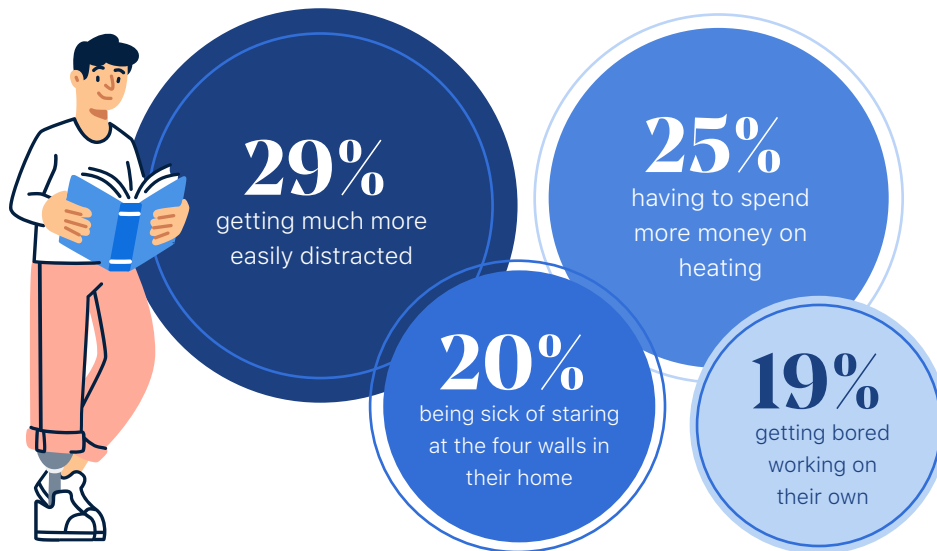 29%
getting much more
easily distracted
25%
having to spend
more money on
heating
20%
being sick of staring
at the four walls in
their home
19%
getting bored
working on
their own